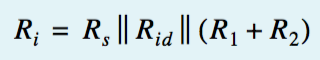 R_i = R_s ‖ R_id ‖ (R_1 + R_2)